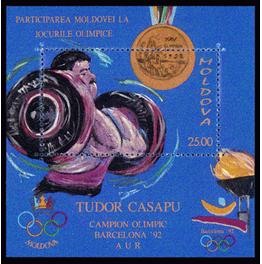 PARTICIPAREA MOLDOVEI LA
JOCURILE OLIMPICE
MOLDOVA
25.00
TUDOR CASAPU
CAMPION OLIMPIC
BARCELONA '92
AUR
MOLDOVA
Barcelona '92